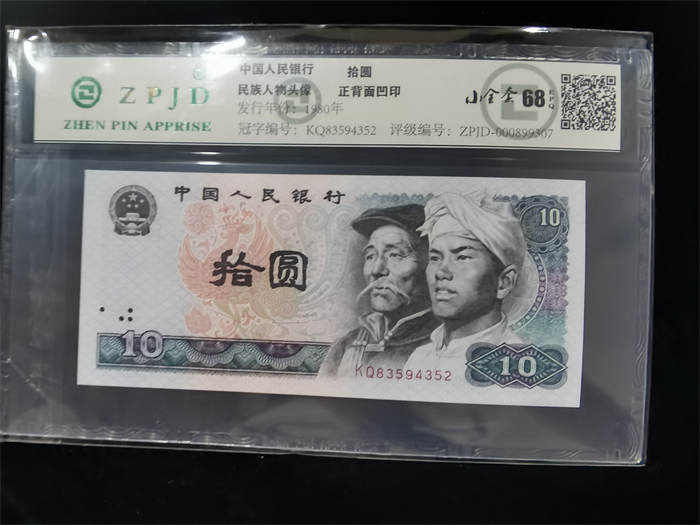 ZPJD
ZHEN PIN APPRISE
中国人民银行 拾圆
民族人物头像 正背面凹印
发行年份: 1980年
冠字编号: KQ83594352 评级编号: ZPJD-000899307
68
EPQ
中国人民银行
10
拾圆
10
KQ83594352
10